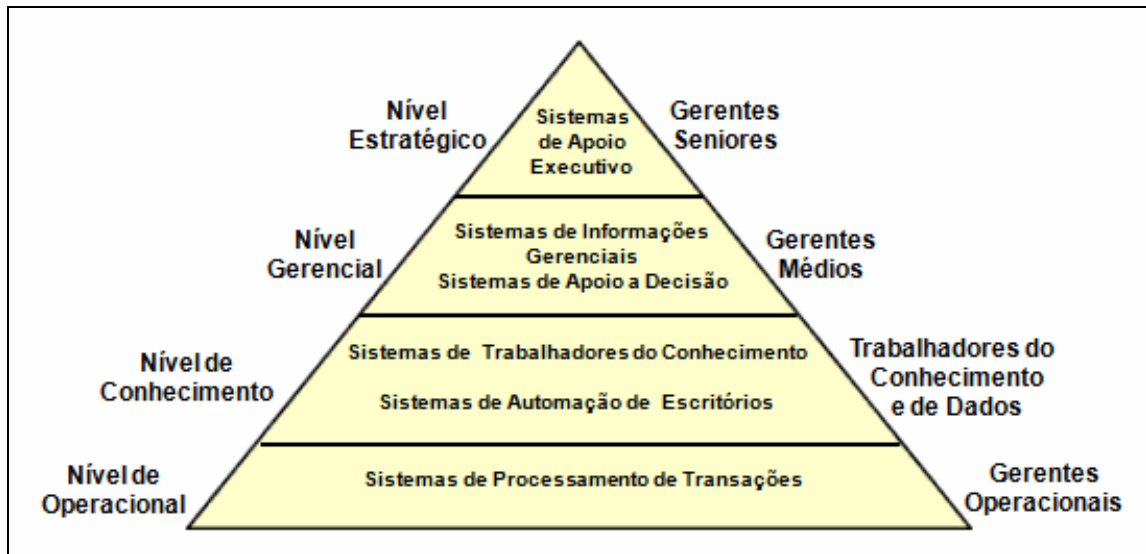 Nível
Estratégico
Sistemas
de Apoio
Executivo
Gerentes
Seniores
Nível
Gerencial
Sistemas de Informações
Gerenciais
Sistemas de Apoio a Decisão
Gerentes
Médios
Nível de
Conhecimento
Sistemas de Trabalhadores do Conhecimento
Sistemas de Automação de Escritórios
Trabalhadores do
Conhecimento
e de Dados
Nível de
Operacional
Sistemas de Processamento de Transações
Gerentes
Operacionais